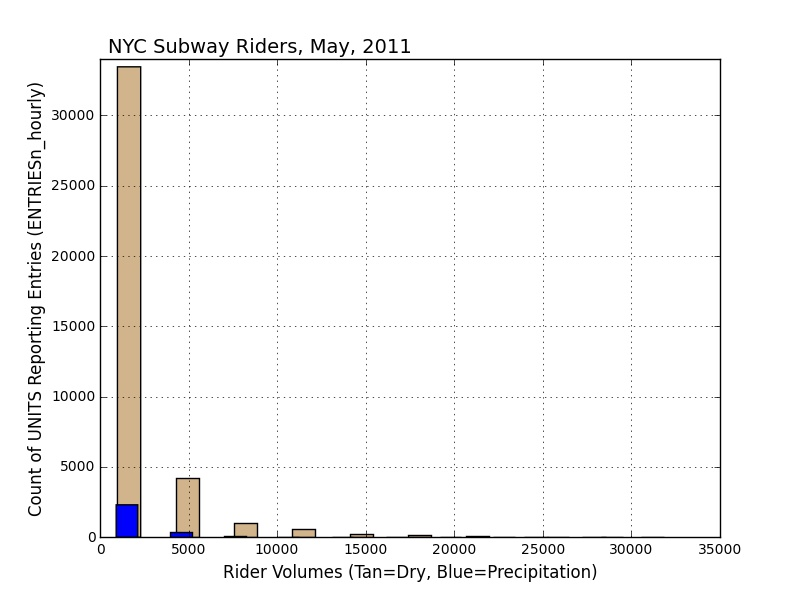 NYC Subway Riders, May, 2011
Count of UNITS Reporting Entries (ENTRIESn_hourly)
30000
25000
20000
15000
10000
5000
0
0 5000 10000 15000 20000 25000 30000 35000
Rider Volumes (Tan=Dry, Blue=Precipitation)